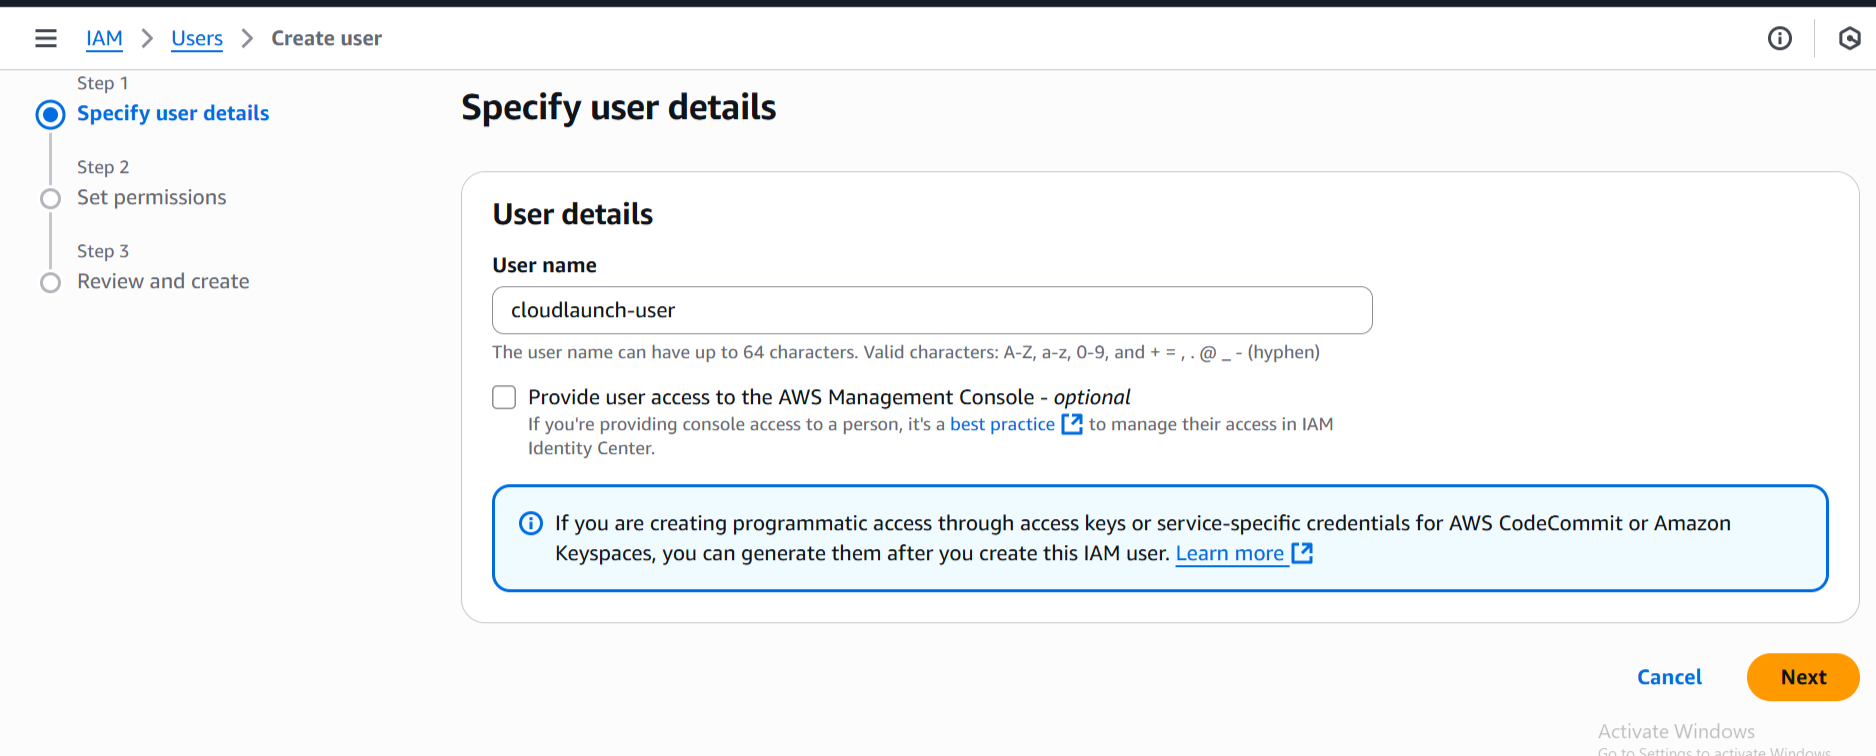 IAM > Users > Create user
Step 1
Specify user details
Step 2
Set permissions
Step 3
Review and create
Specify user details
User details
User name
cloudlaunch-user
The user name can have up to 64 characters. Valid characters: A-Z, a-z, 0-9, and + = , . @ _ - (hyphen)
Provide user access to the AWS Management Console - optional
If you're providing console access to a person, it's a best practice to manage their access in IAM
Identity Center.
If you are creating programmatic access through access keys or service-specific credentials for AWS CodeCommit or Amazon
Keyspaces, you can generate them after you create this IAM user. Learn more
Cancel
Next
Activate Windows
Go to Settings to activate Windows.